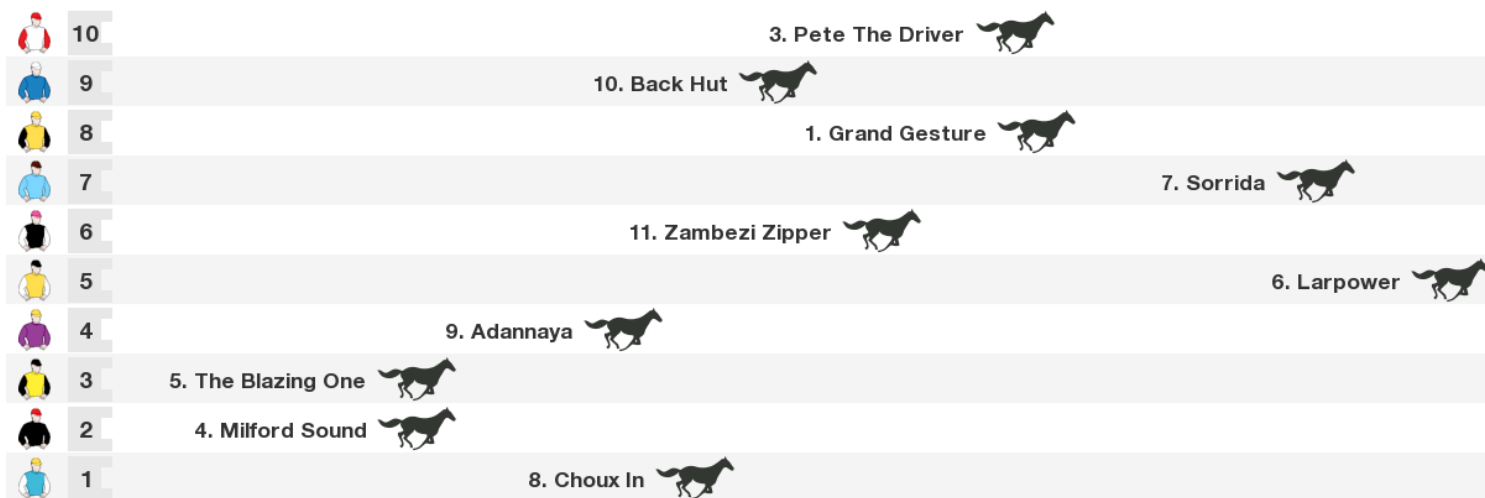 10 3. Pete The Driver
9 10. Back Hut
8 1. Grand Gesture
7 7. Sorrida
6 11. Zambezi Zipper
5 6. Larpower
4 9. Adannaya
3 5. The Blazing One
2 4. Milford Sound
1 8. Choux In